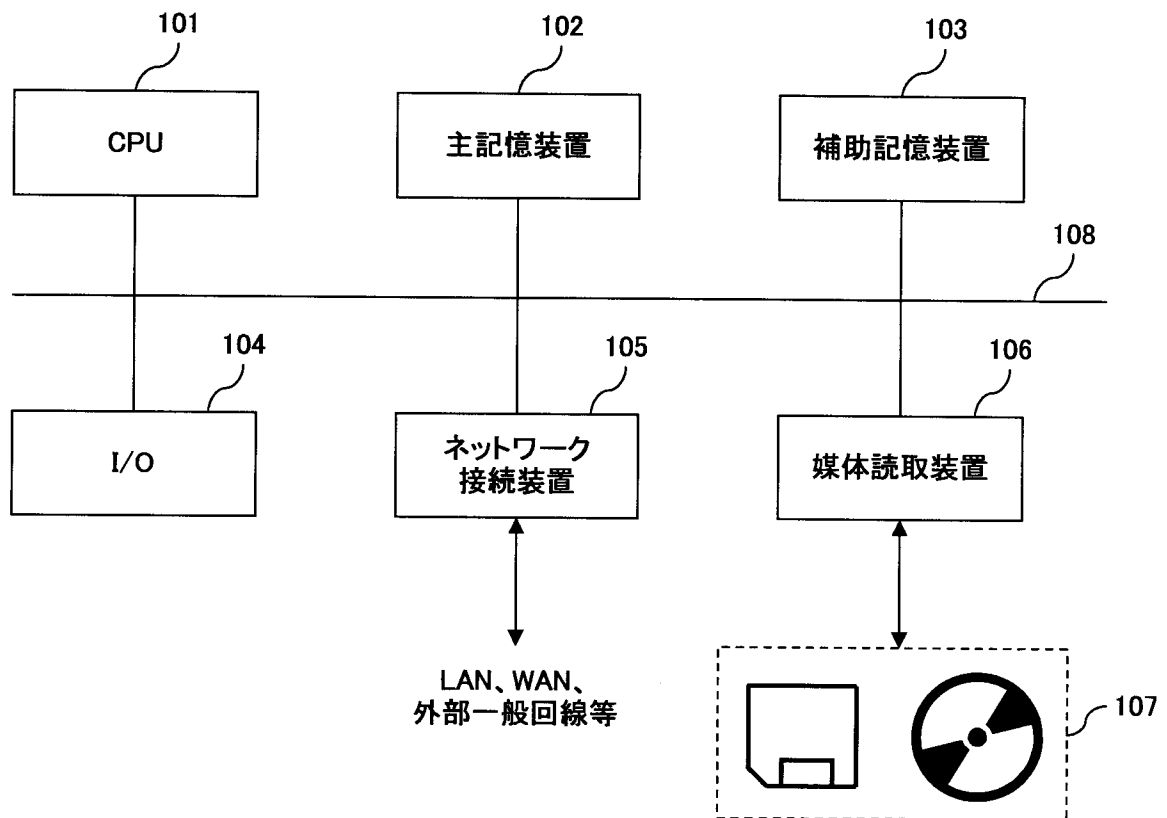 101
102
103
CPU
主記憶装置
補助記憶装置
108
104
105
106
I/O
ネットワーク
接続装置
媒体読取装置
LAN、WAN、
外部一般回線等
107